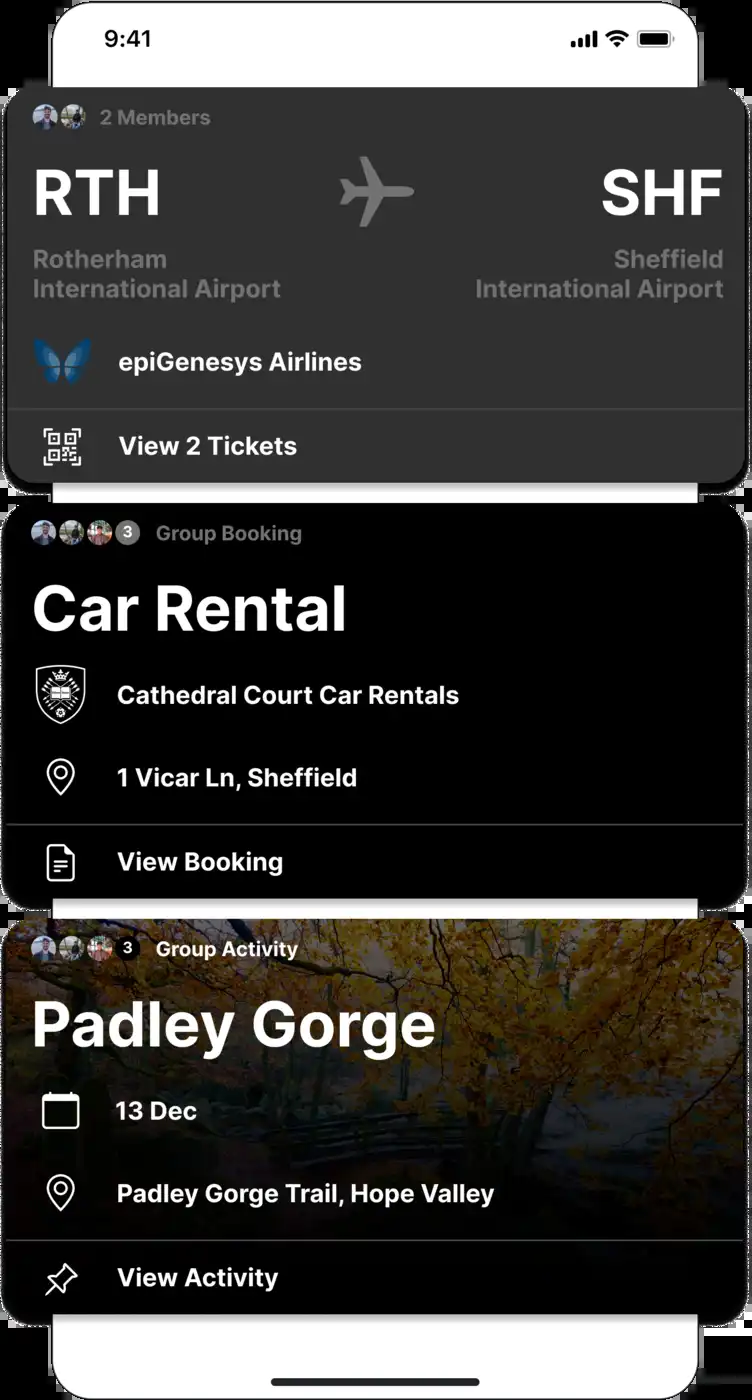 9:41
2 Members
RTH
SHF
Rotherham
International Airport
Sheffield
International Airport
epiGenesys Airlines
View 2 Tickets
3
Group Booking
Car Rental
Cathedral Court Car Rentals
1 Vicar Ln, Sheffield
View Booking
3
Group Activity
Padley Gorge
13 Dec
Padley Gorge Trail, Hope Valley
View Activity